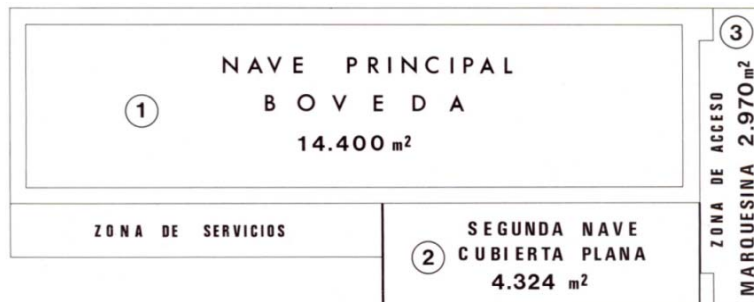 NAVE PRINCIPAL
BOVEDA
1
14.400 m²
ZONA DE SERVICIOS
SEGUNDA NAVE
2 CUBIERTA PLANA
4.324 m²
3
ZONA DE ACCESO
MARQUESINA 2.970 m²